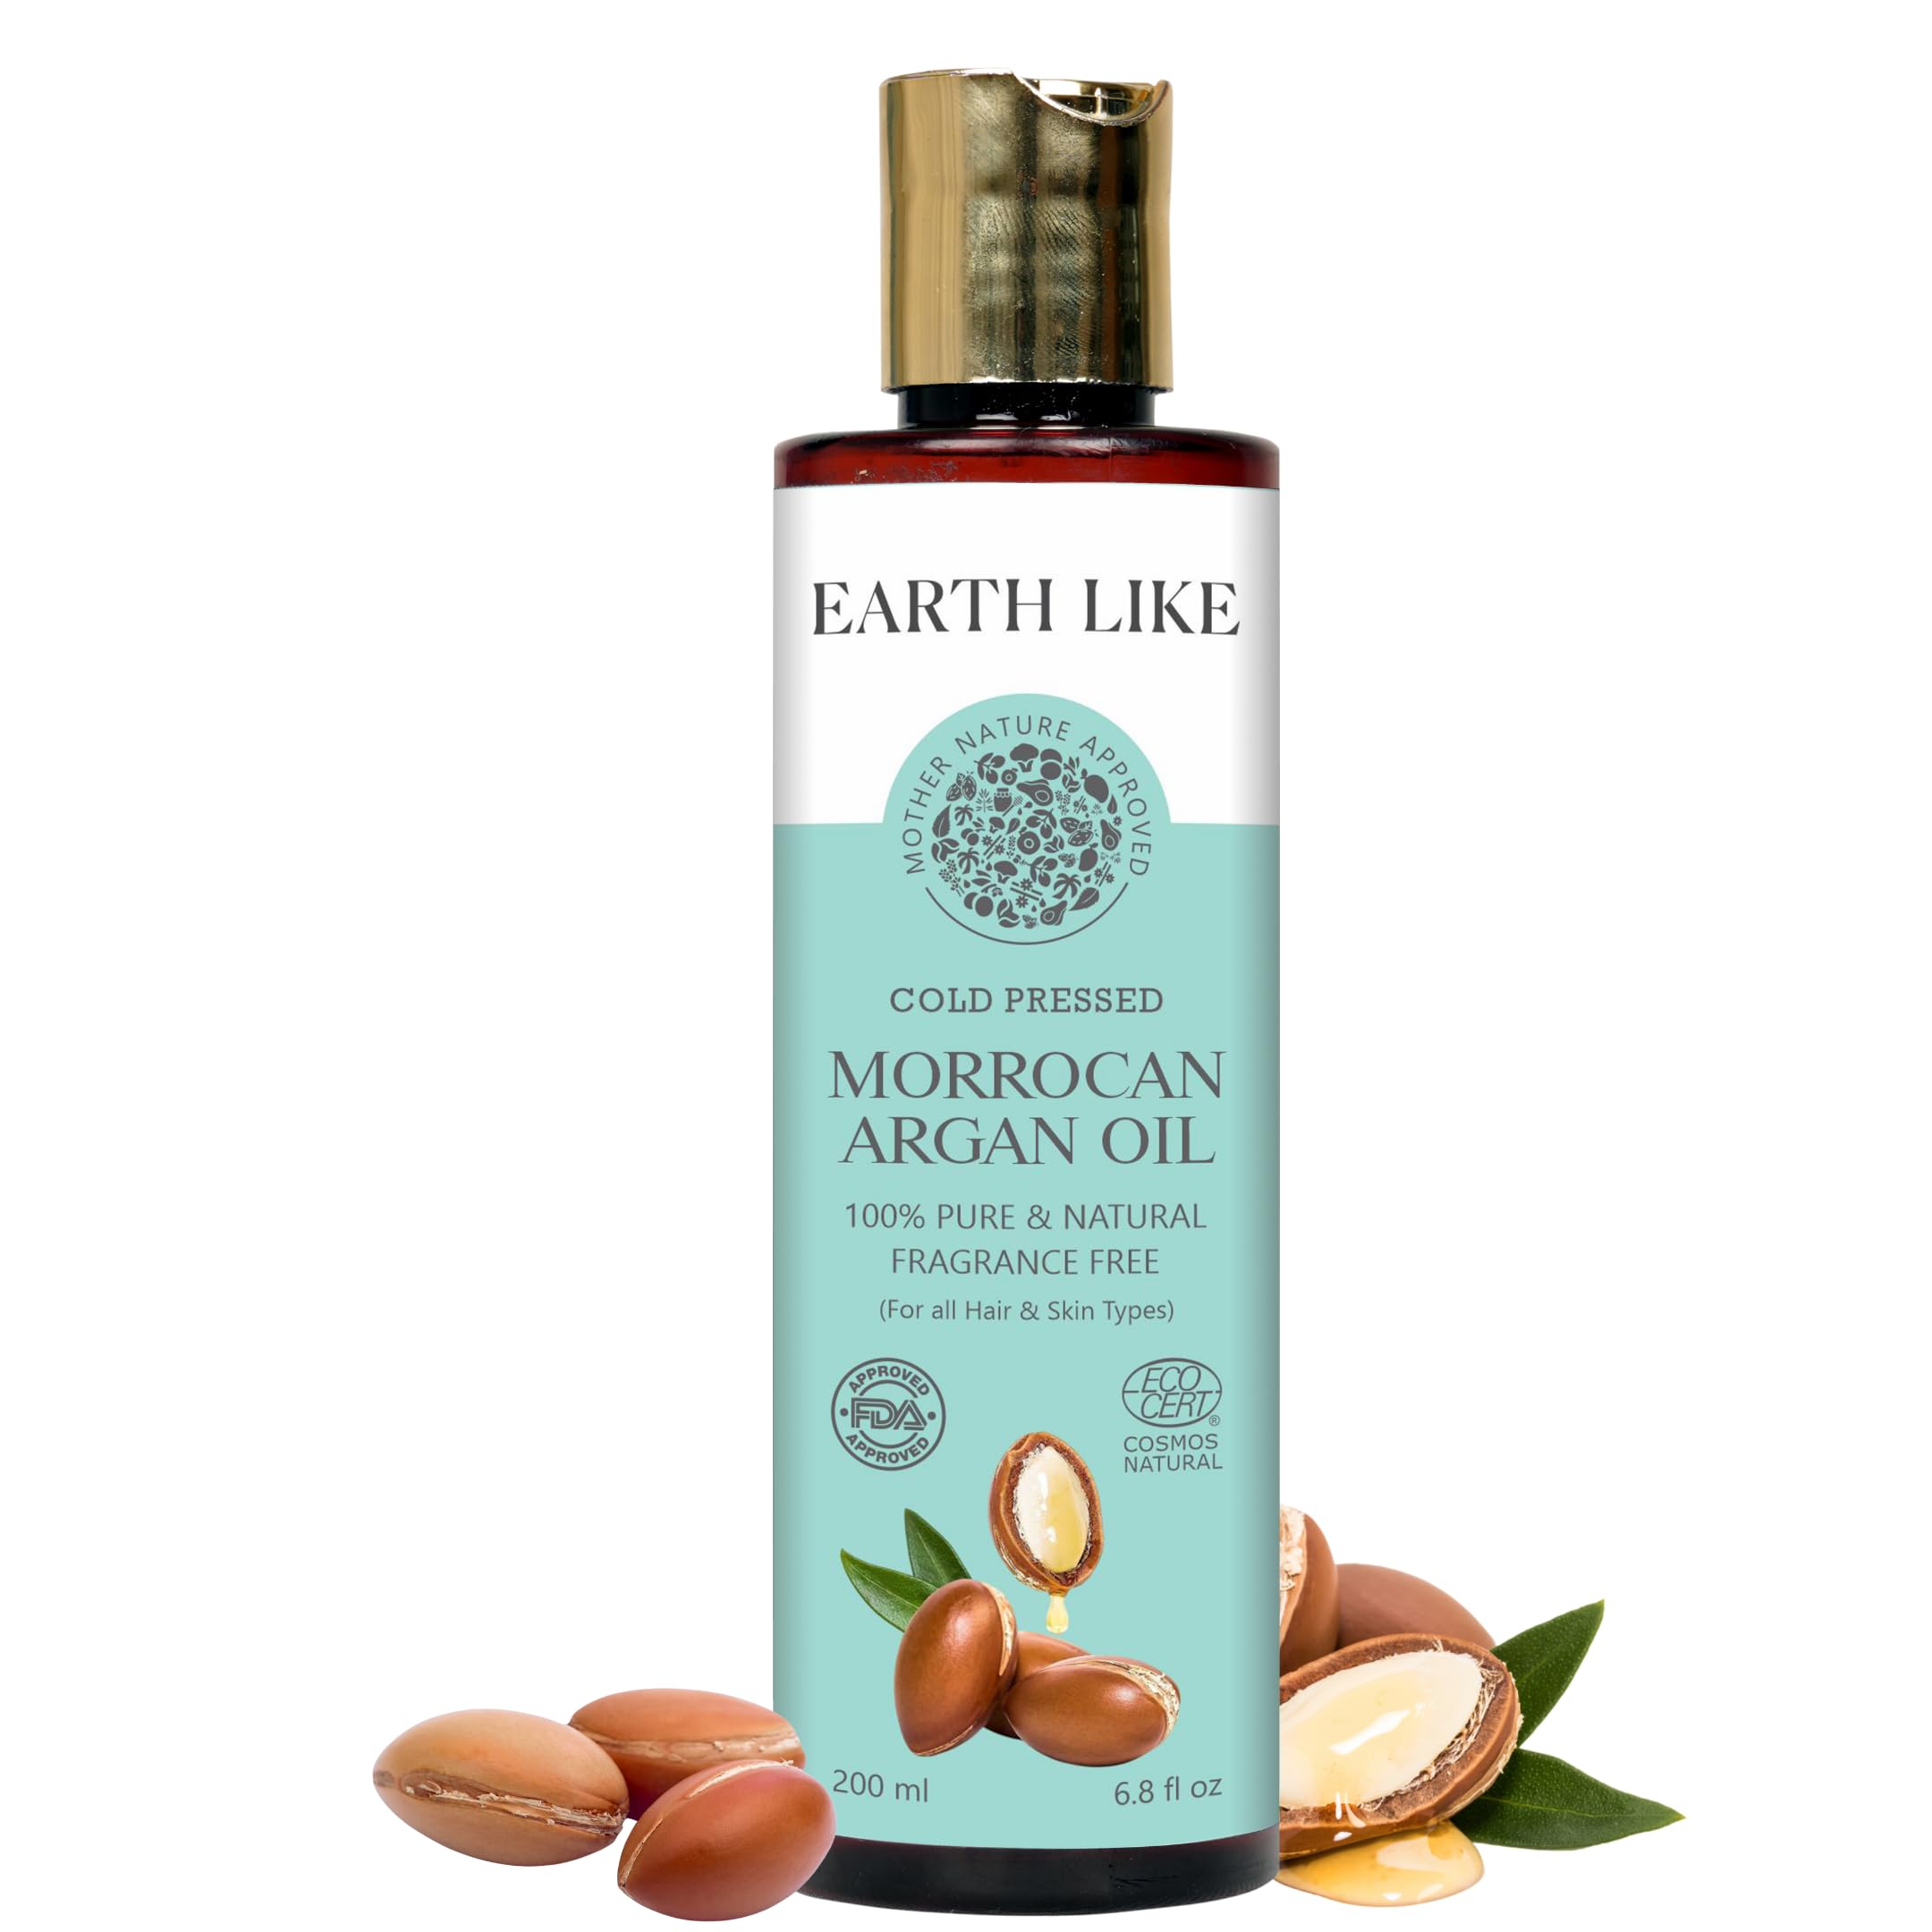 EARTH LIKE
MOTHER NATURE APPROVED
COLD PRESSED
MORROCAN
ARGAN OIL
100% PURE & NATURAL
FRAGRANCE FREE
(For all Hair & Skin Types)
APPROVED
FDA
APPROVED
ECO
CERT
®
COSMOS
NATURAL
200 ml
6.8 fl oz